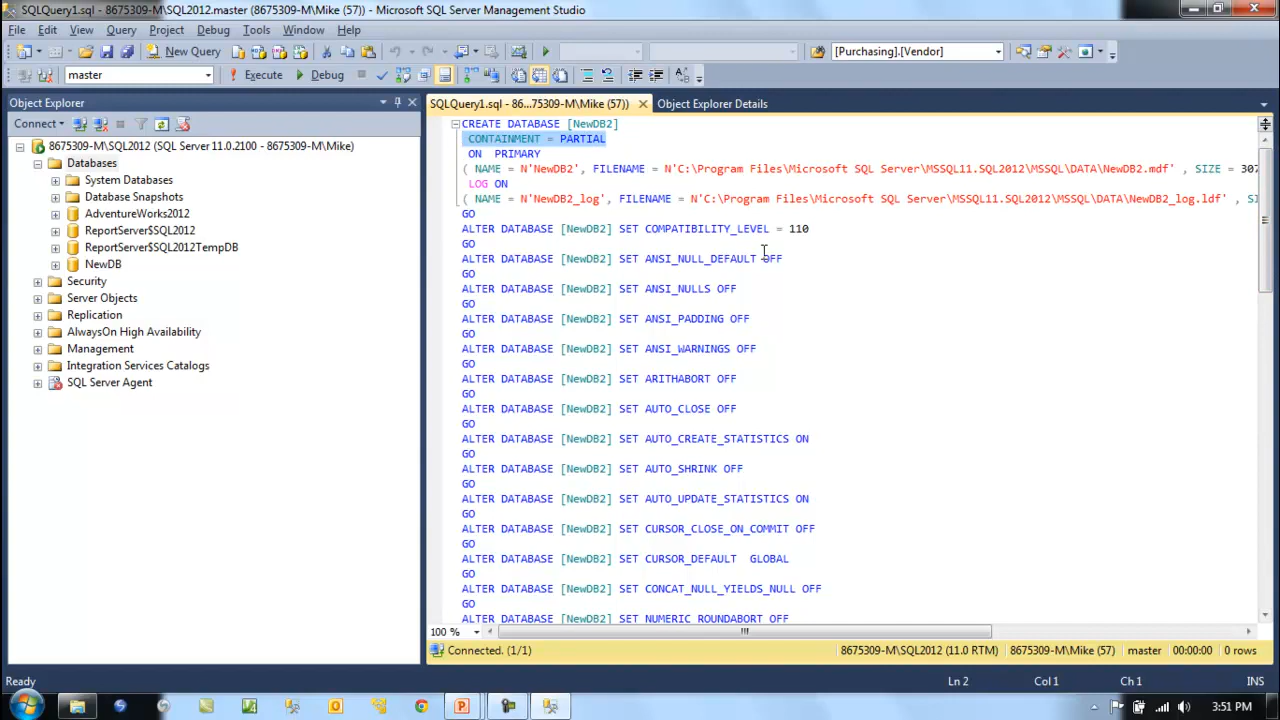 SQLQuery1.sql - 8675309-M\SQL2012.master (8675309-M\Mike (57)) - Microsoft SQL Server Management Studio
File Edit View Query Project Debug Tools Window Help
New Query [Purchasing].[Vendor]
master Execute Debug
Object Explorer
SQLQuery1.sql - 86...75309-M\Mike (57)) Object Explorer Details
Connect
8675309-M\SQL2012 (SQL Server 11.0.2100 - 8675309-M\Mike)
Databases
System Databases
Database Snapshots
AdventureWorks2012
ReportServer$SQL2012
ReportServer$SQL2012TempDB
NewDB
Security
Server Objects
Replication
AlwaysOn High Availability
Management
Integration Services Catalogs
SQL Server Agent
CREATE DATABASE [NewDB2]
CONTAINMENT = PARTIAL
ON PRIMARY
( NAME = N'NewDB2', FILENAME = N'C:\Program Files\Microsoft SQL Server\MSSQL11.SQL2012\MSSQL\DATA\NewDB2.mdf' , SIZE = 307
LOG ON
( NAME = N'NewDB2_log', FILENAME = N'C:\Program Files\Microsoft SQL Server\MSSQL11.SQL2012\MSSQL\DATA\NewDB2_log.ldf' , SI
GO
ALTER DATABASE [NewDB2] SET COMPATIBILITY_LEVEL = 110
GO
ALTER DATABASE [NewDB2] SET ANSI_NULL_DEFAULT OFF
GO
ALTER DATABASE [NewDB2] SET ANSI_NULLS OFF
GO
ALTER DATABASE [NewDB2] SET ANSI_PADDING OFF
GO
ALTER DATABASE [NewDB2] SET ANSI_WARNINGS OFF
GO
ALTER DATABASE [NewDB2] SET ARITHABORT OFF
GO
ALTER DATABASE [NewDB2] SET AUTO_CLOSE OFF
GO
ALTER DATABASE [NewDB2] SET AUTO_CREATE_STATISTICS ON
GO
ALTER DATABASE [NewDB2] SET AUTO_SHRINK OFF
GO
ALTER DATABASE [NewDB2] SET AUTO_UPDATE_STATISTICS ON
GO
ALTER DATABASE [NewDB2] SET CURSOR_CLOSE_ON_COMMIT OFF
GO
ALTER DATABASE [NewDB2] SET CURSOR_DEFAULT GLOBAL
GO
ALTER DATABASE [NewDB2] SET CONCAT_NULL_YIELDS_NULL OFF
GO
ALTER DATABASE [NewDB2] SET NUMERIC_ROUNDABORT OFF
100 %
Connected. (1/1) 8675309-M\SQL2012 (11.0 RTM) 8675309-M\Mike (57) master 00:00:00 0 rows
Ready Ln 2 Col 1 Ch 1
3:51 PM